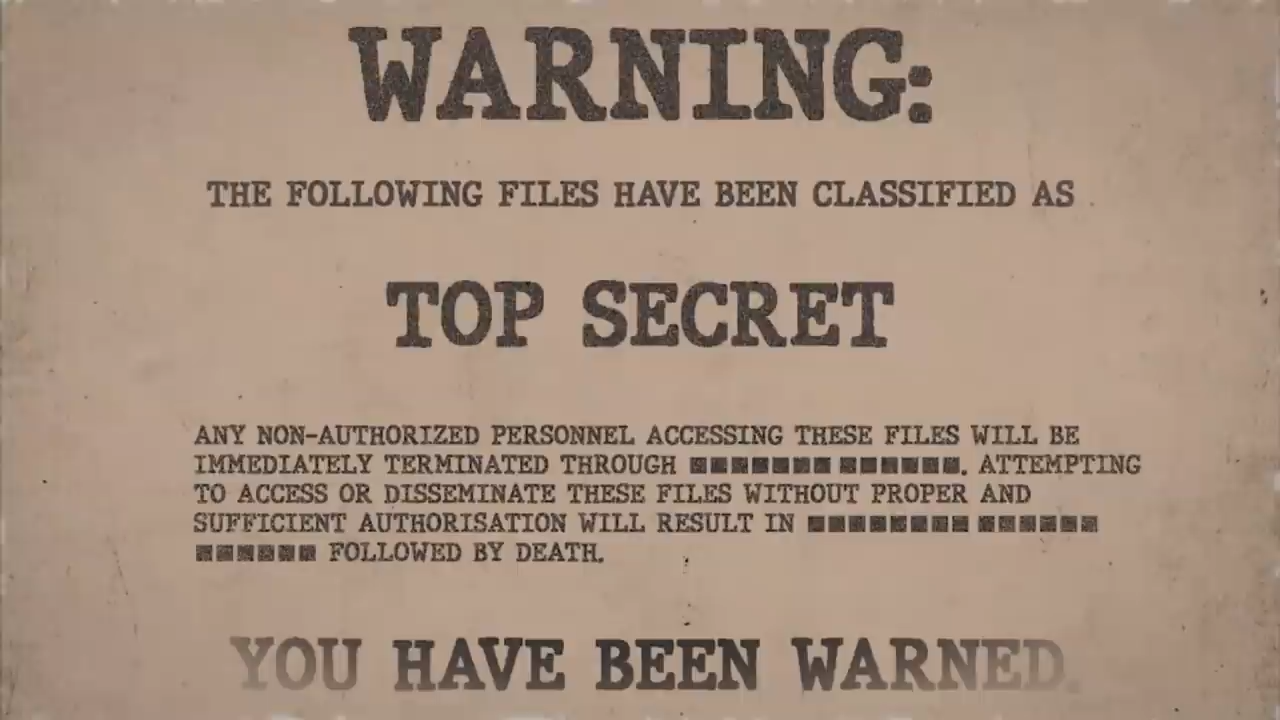 WARNING:
THE FOLLOWING FILES HAVE BEEN CLASSIFIED AS
TOP SECRET
ANY NON-AUTHORIZED PERSONNEL ACCESSING THESE FILES WILL BE
IMMEDIATELY TERMINATED THROUGH ■■■■■■■ ■■■■■■. ATTEMPTING
TO ACCESS OR DISSEMINATE THESE FILES WITHOUT PROPER AND
SUFFICIENT AUTHORISATION WILL RESULT IN ■■■■■■■■ ■■■■■■
■■■■■■ FOLLOWED BY DEATH.
YOU HAVE BEEN WARNED.